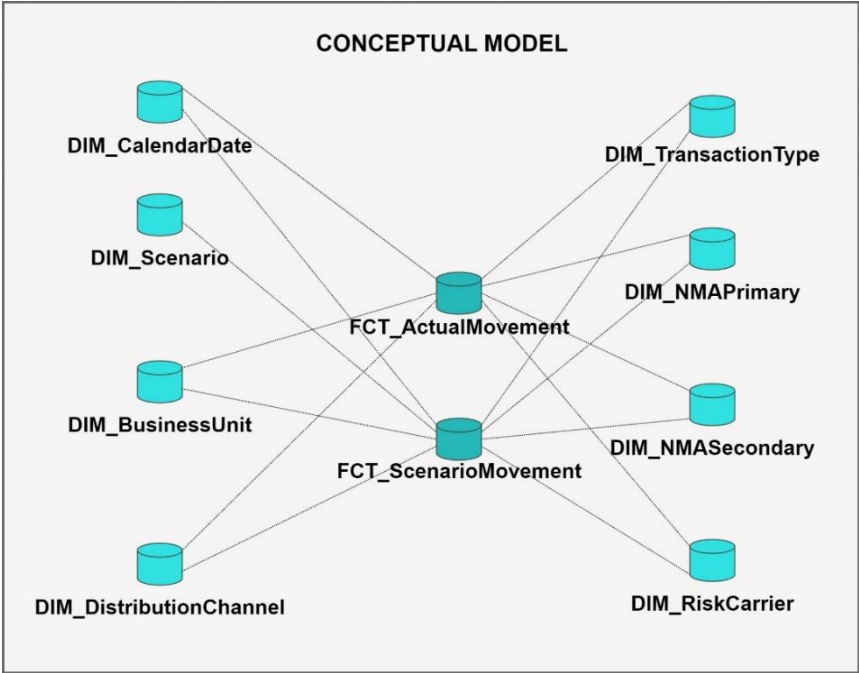 CONCEPTUAL MODEL
DIM_CalendarDate
DIM_TransactionType
DIM_Scenario
DIM_NMAPrimary
FCT_ActualMovement
DIM_BusinessUnit
DIM_NMASecondary
FCT_ScenarioMovement
DIM_DistributionChannel
DIM_RiskCarrier